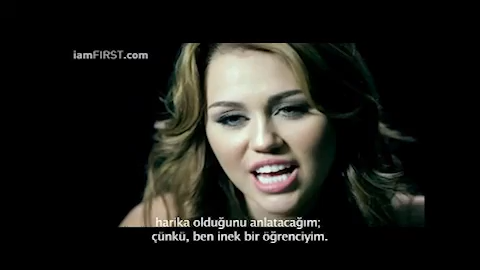 iamFIRST.com
harika olduğunu anlatacağım;
çünkü, ben inek bir öğrenciyim.